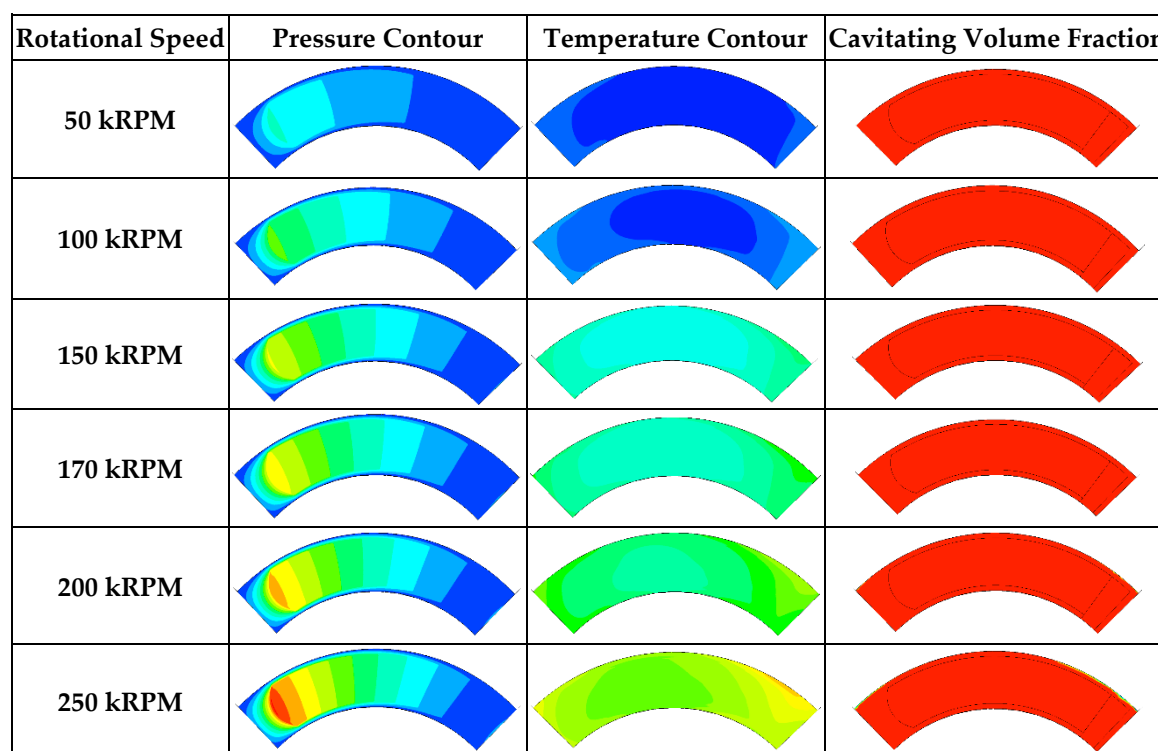 Rotational Speed Pressure Contour Temperature Contour Cavitating Volume Fraction
50 kRPM
100 kRPM
150 kRPM
170 kRPM
200 kRPM
250 kRPM